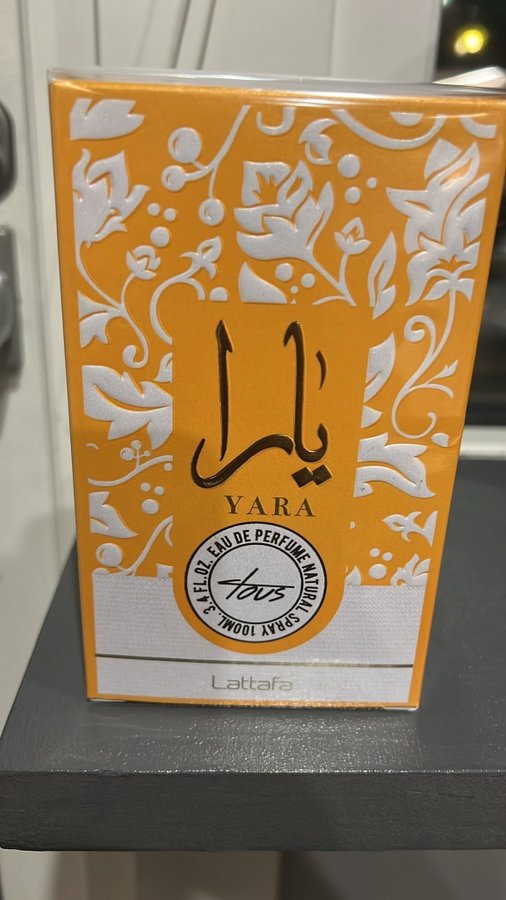 يارا
YARA
EAU DE PERFUME NATURAL SPRAY 100ML. 3.4 FL.OZ.
tous
Lattafa